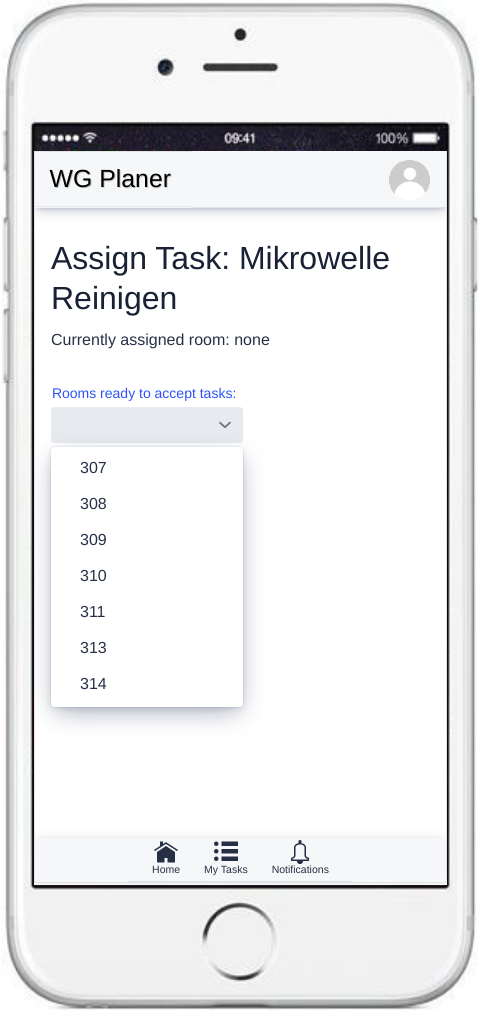 09:41
100%
WG Planer
Assign Task: Mikrowelle
Reinigen
Currently assigned room: none
Rooms ready to accept tasks:
307
308
309
310
311
313
314
Home
My Tasks
Notifications